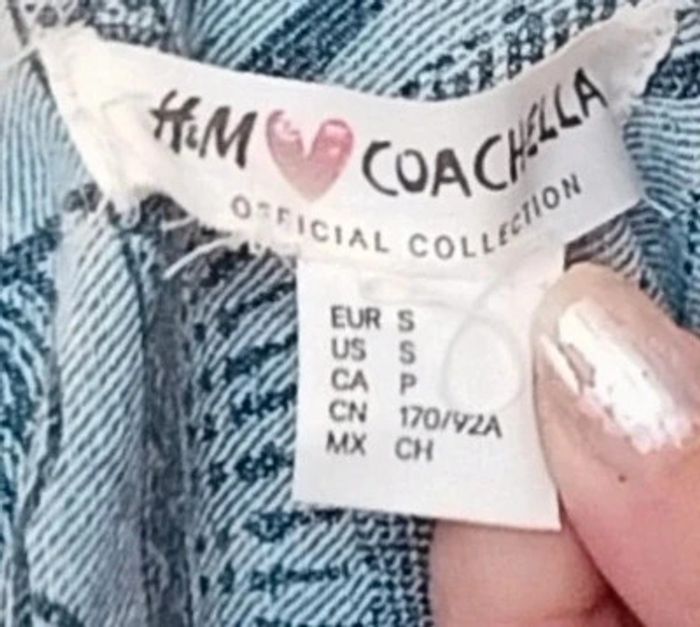 H&M COACHELLA
OFFICIAL COLLECTION
EUR S
US S
CA P
CN 170/92A
MX CH